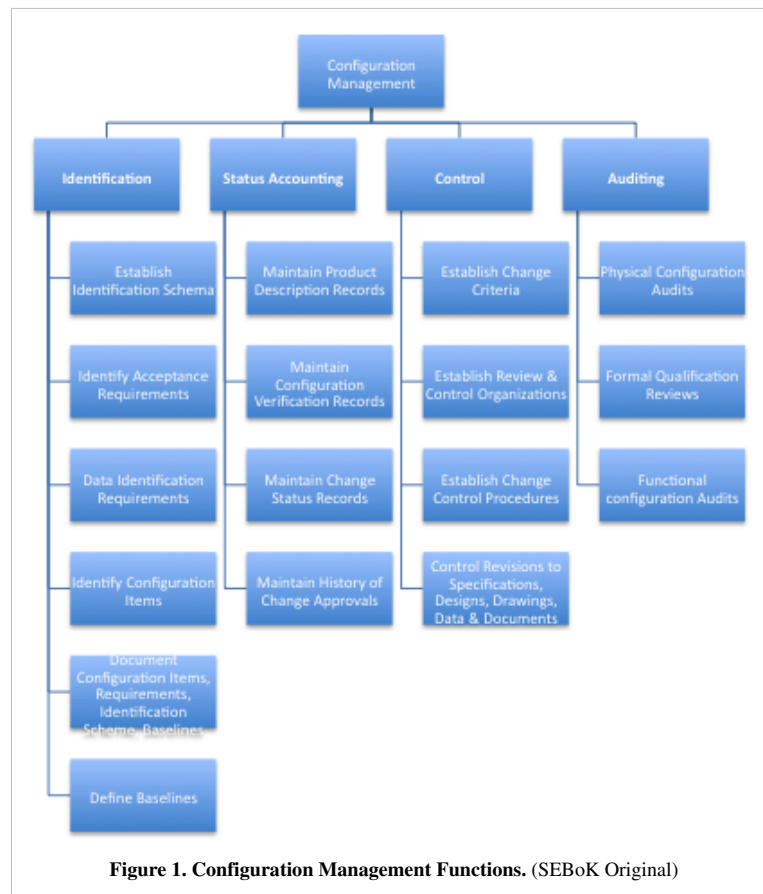 Configuration
Management
Identification
Establish
Identification Schema
Identify Acceptance
Requirements
Data Identification
Requirements
Identify Configuration
Items
Document
Configuration Items,
Requirements,
Identification
Scheme, Baselines
Define Baselines
Status Accounting
Maintain Product
Description Records
Maintain
Configuration
Verification Records
Maintain Change
Status Records
Maintain History of
Change Approvals
Control
Establish Change
Criteria
Establish Review &
Control Organizations
Establish Change
Control Procedures
Control Revisions to
Specifications,
Designs, Drawings,
Data & Documents
Auditing
Physical Configuration
Audits
Formal Qualification
Reviews
Functional
configuration Audits
Figure 1. Configuration Management Functions. (SEBoK Original)